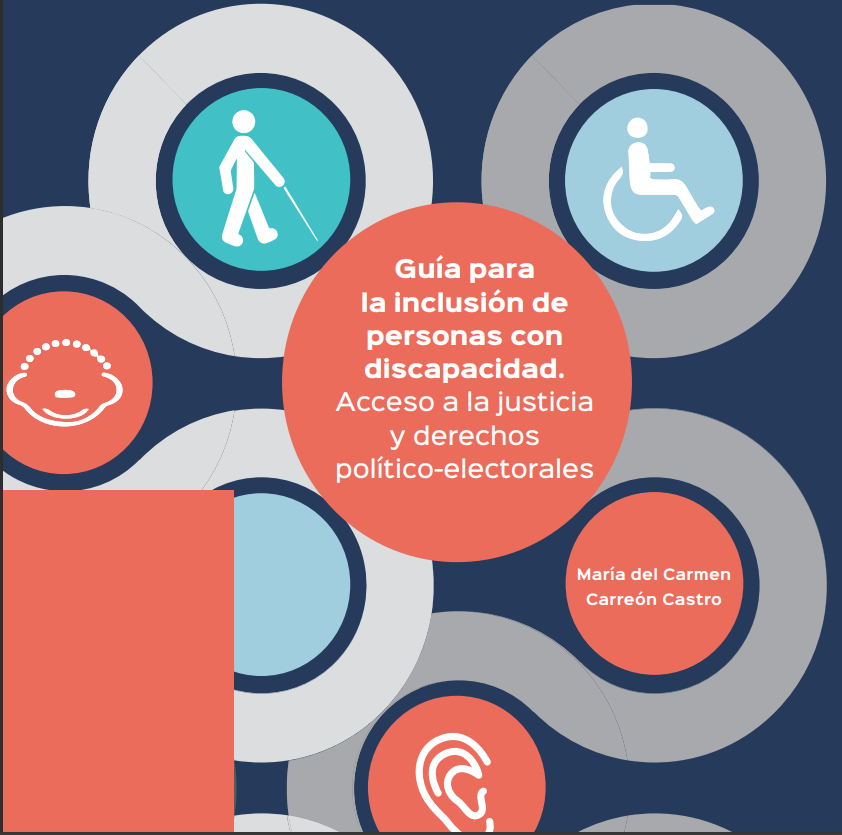 Guía para
la inclusión de
personas con
discapacidad.
Acceso a la justicia
y derechos
político-electorales
María del Carmen
Carreón Castro